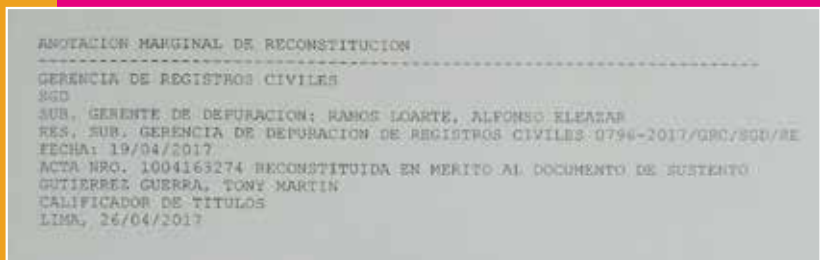 ANOTACION MARGINAL DE RECONSTITUCION
GERENCIA DE REGISTROS CIVILES
SGD
SUB. GERENTE DE DEPURACION: RAMOS LOARTE, ALFONSO ELEAZAR
RES. SUB. GERENCIA DE DEPURACION DE REGISTROS CIVILES 0796-2017/GRC/SGD/RE
FECHA: 19/04/2017
ACTA NRO. 1004163274 RECONSTITUIDA EN MERITO AL DOCUMENTO DE SUSTENTO
GUTIERREZ GUERRA, TONY MARTIN
CALIFICADOR DE TITULOS
LIMA, 26/04/2017